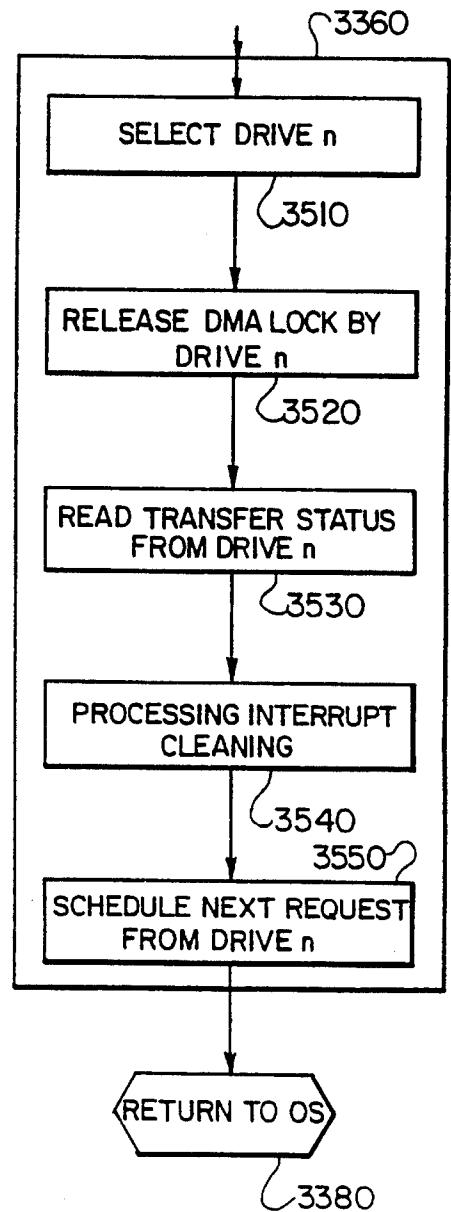 3360
SELECT DRIVE n
3510
RELEASE DMA LOCK BY
DRIVE n
3520
READ TRANSFER STATUS
FROM DRIVE n
3530
PROCESSING INTERRUPT
CLEANING
3540
3550
SCHEDULE NEXT REQUEST
FROM DRIVE n
RETURN TO OS
3380